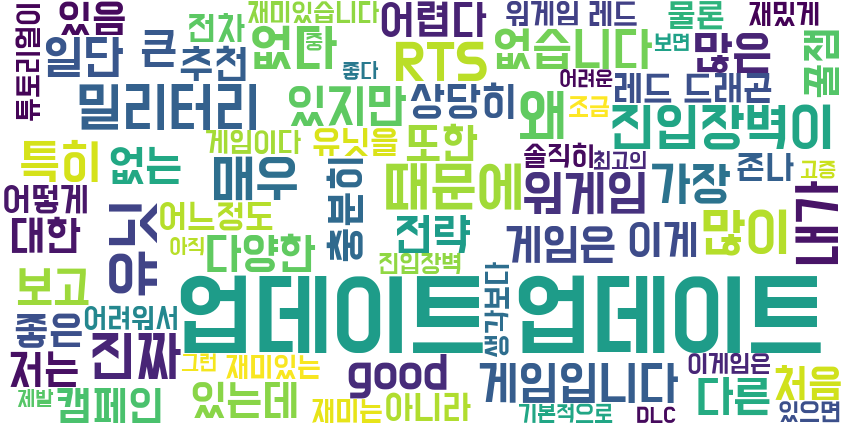 재미있습니다 어렵다 워게임 레드 물론 재밌게
튜토리얼이 있음 전차 없다 중 RTS 없습니다 보면 많은 꿀잼
일단 큰 추천 좋다 어려운 레드 드래곤
밀리터리 있지만 상당히 왜 조금 진입장벽이
게임이다 유닛을 또한 솔직히 최고의 존나 고증
특히 없는 매우 충분히 때문에 워게임 가장 내가
어떻게 유닛 어느정도 전략 많이
대한 아직 다양한 진입장벽 게임은 이게
보고 업데이트 업데이트 생각보다
좋은 어려워서
저는 진짜 그런 재미있는 good 게임입니다 이게임은 처음
제발 캠페인 있는데 재미는 아니라 기본적으로 DLC 다른 있으면